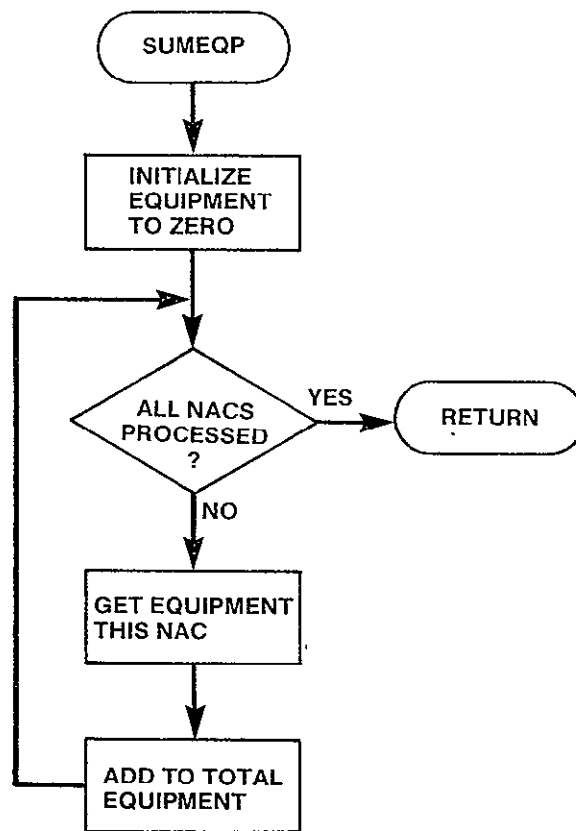 SUMEQP
INITIALIZE
EQUIPMENT
TO ZERO
ALL NACS
PROCESSED
?
YES
RETURN
NO
GET EQUIPMENT
THIS NAC
ADD TO TOTAL
EQUIPMENT